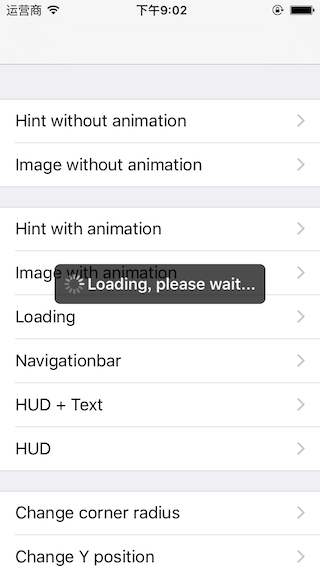 运营商 下午9:02
Hint without animation
Image without animation
Hint with animation
Image with animation
Loading, please wait...
Loading
Navigationbar
HUD + Text
HUD
Change corner radius
Change Y position